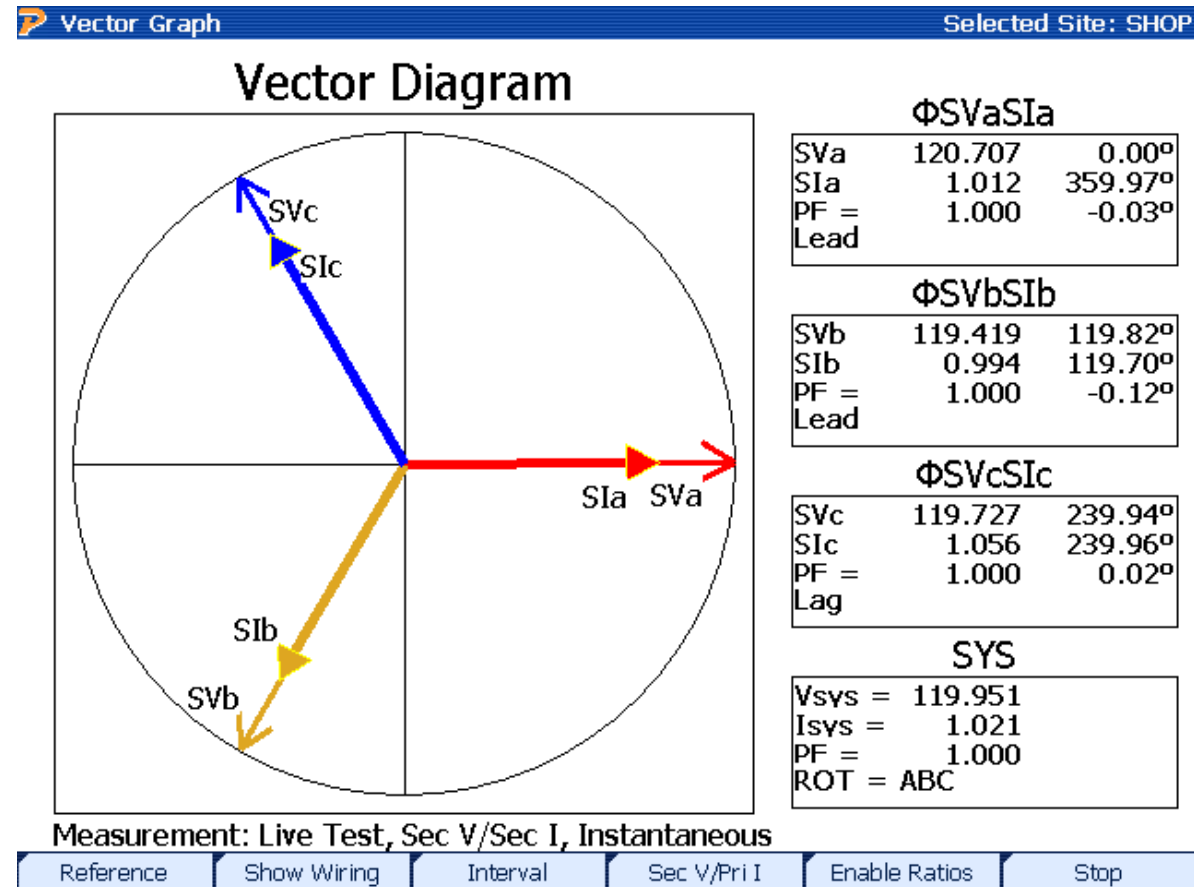 Vector Graph
Selected Site: SHOP
Vector Diagram
SVc
SIc
SIa SVa
SIb
SVb
ΦSVaSIa
SVa 120.707 0.00º
SIa 1.012 359.97º
PF = 1.000 -0.03º
Lead
ΦSVbSIb
SVb 119.419 119.82º
SIb 0.994 119.70º
PF = 1.000 -0.12º
Lead
ΦSVcSIc
SVc 119.727 239.94º
SIc 1.056 239.96º
PF = 1.000 0.02º
Lag
SYS
Vsys = 119.951
Isys = 1.021
PF = 1.000
ROT = ABC
Measurement: Live Test, Sec V/Sec I, Instantaneous
Reference Show Wiring Interval Sec V/Pri I Enable Ratios Stop